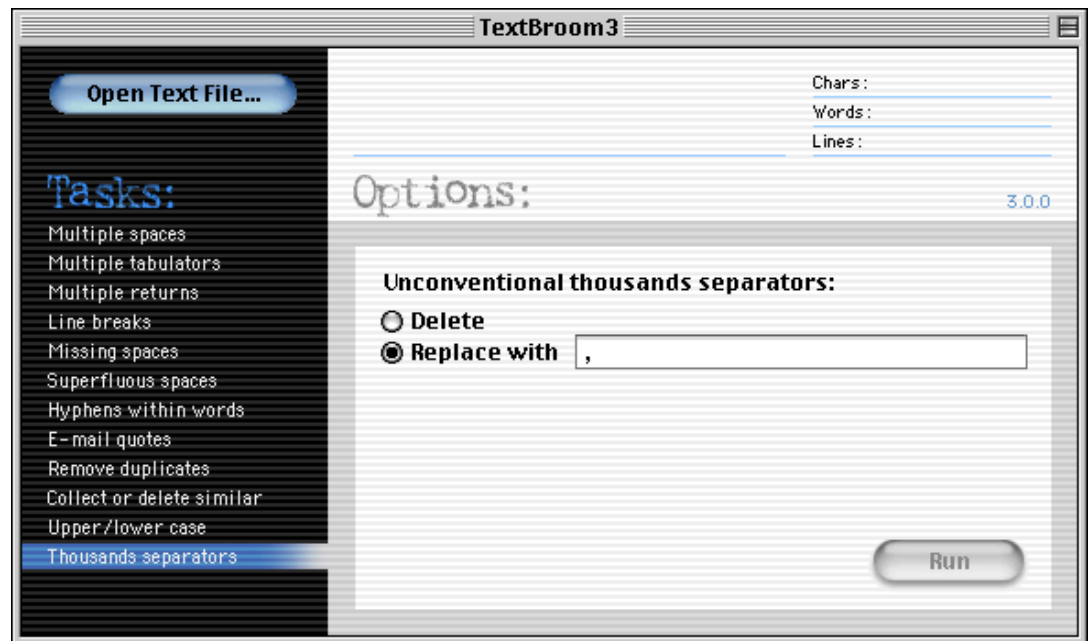 TextBroom3
Open Text File...
Chars:
Words:
Lines:
Tasks:
Options:
3.0.0
Multiple spaces
Multiple tabulators
Multiple returns
Line breaks
Missing spaces
Superfluous spaces
Hyphens within words
E-mail quotes
Remove duplicates
Collect or delete similar
Upper/lower case
Thousands separators
Unconventional thousands separators:
Delete
Replace with ,
Run